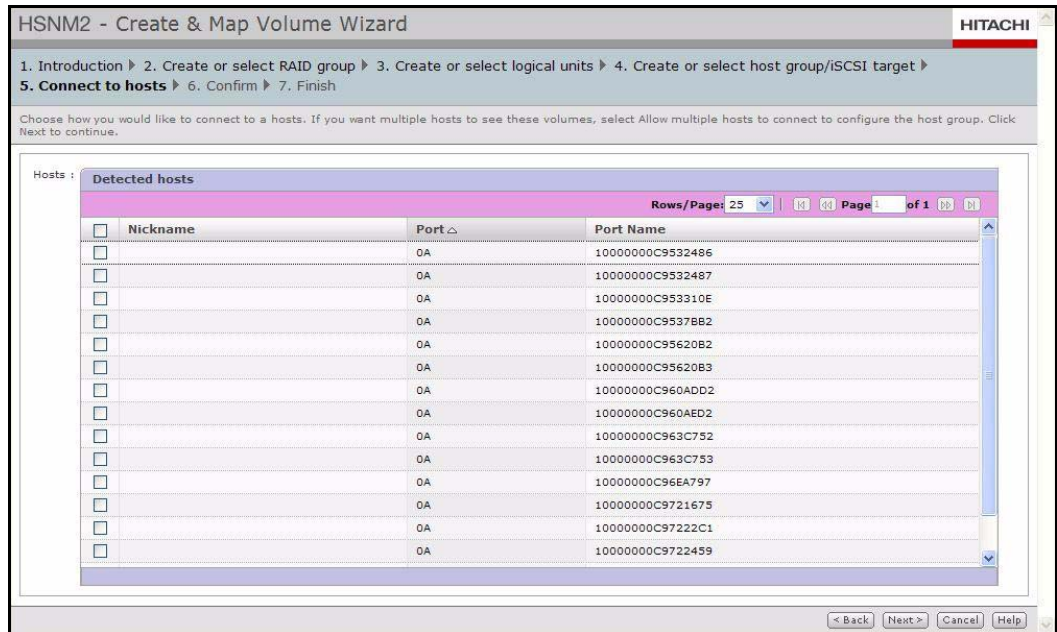 HSNM2 - Create & Map Volume Wizard
HITACHI
1. Introduction 2. Create or select RAID group 3. Create or select logical units 4. Create or select host group/iSCSI target
5. Connect to hosts 6. Confirm 7. Finish
Choose how you would like to connect to a hosts. If you want multiple hosts to see these volumes, select Allow multiple hosts to connect to configure the host group. Click
Next to continue.
Hosts :
Detected hosts
Rows/Page: 25 Page 1 of 1
Nickname Port Port Name
0A 10000000C9532486
0A 10000000C9532487
0A 10000000C953310E
0A 10000000C9537BB2
0A 10000000C95620B2
0A 10000000C95620B3
0A 10000000C960ADD2
0A 10000000C960AED2
0A 10000000C963C752
0A 10000000C963C753
0A 10000000C96EA797
0A 10000000C9721675
0A 10000000C97222C1
0A 10000000C9722459
< Back Next > Cancel Help